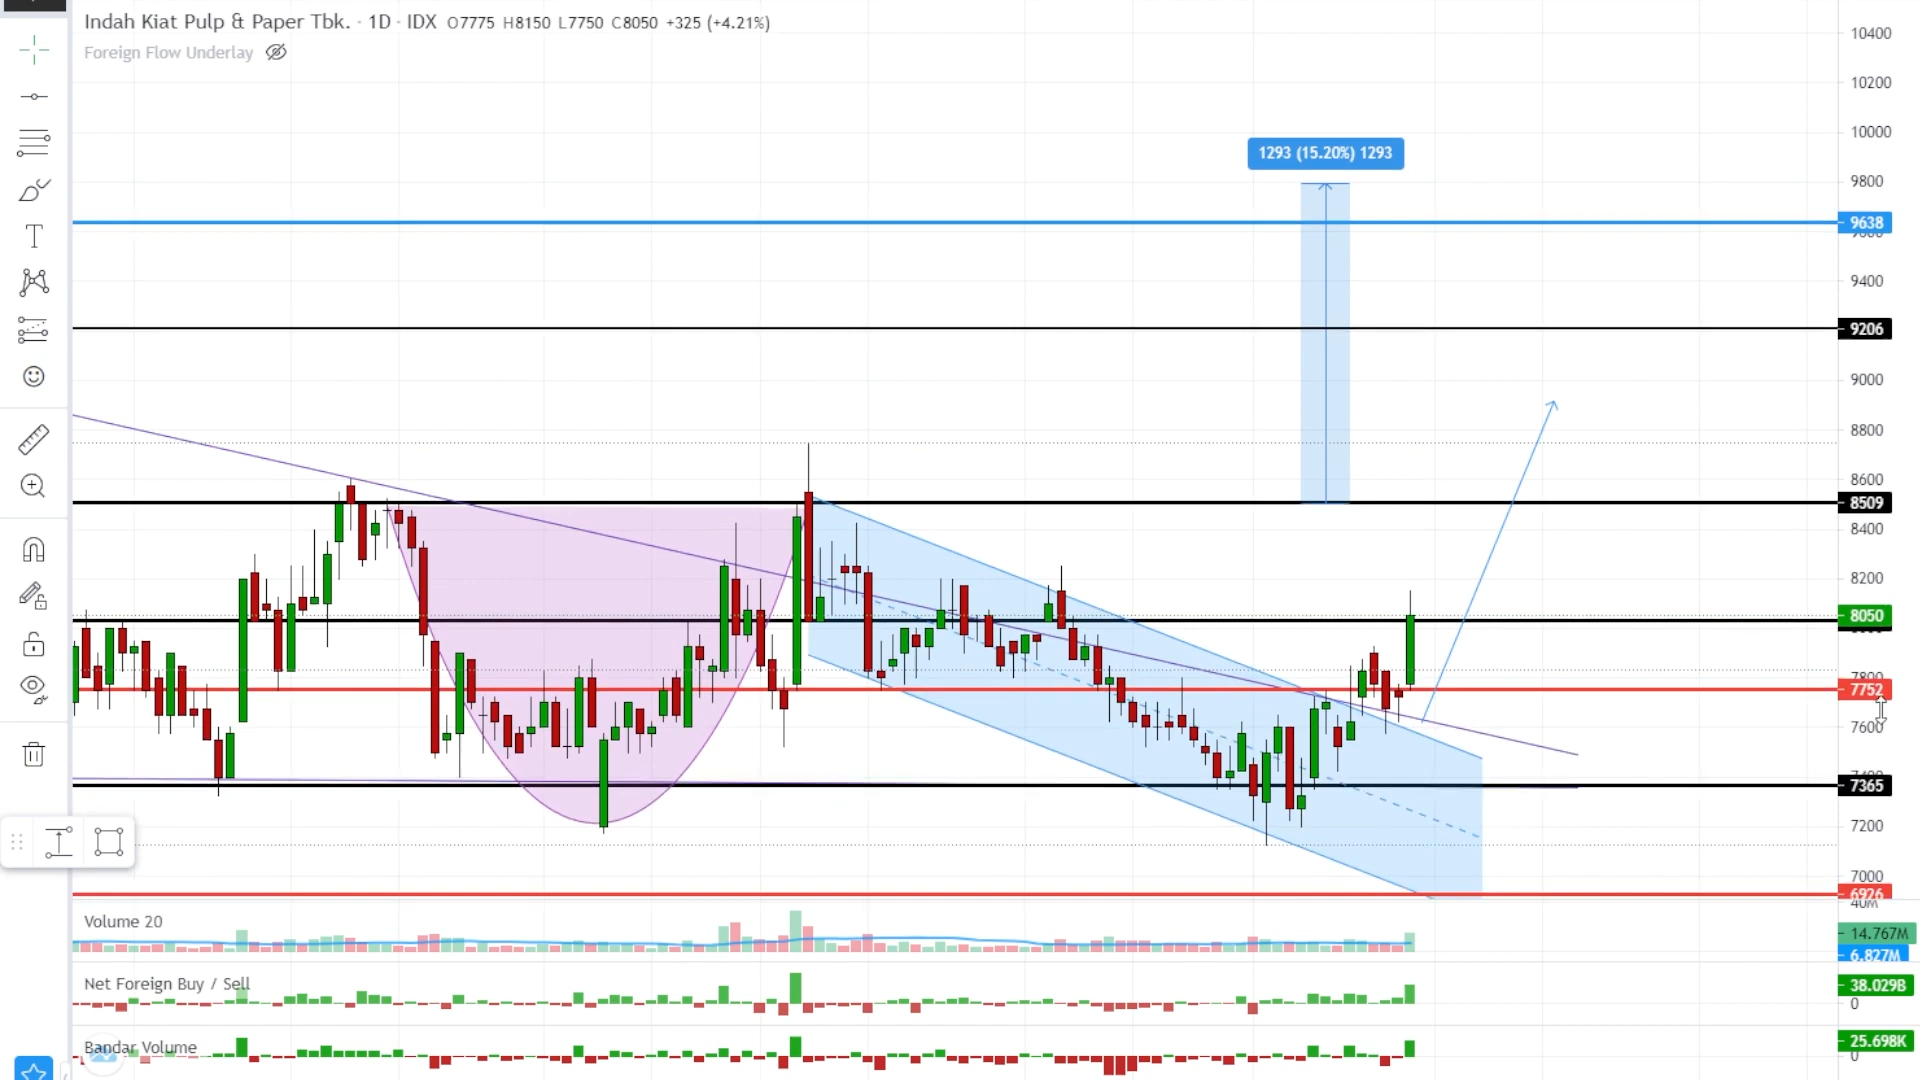 Indah Kiat Pulp & Paper Tbk. · 1D · IDX O7775 H8150 L7750 C8050 +325 (+4.21%)
Foreign Flow Underlay
1293 (15.20%) 1293
10400
10200
10000
9800
9638
9400
9206
9000
8800
8600
8509
8400
8200
8050
7800
7752
7600
7365
7200
7000
6926
Volume 20
40M
14.767M
6.827M
Net Foreign Buy / Sell
38.029B
0
Bandar Volume
25.698K
0